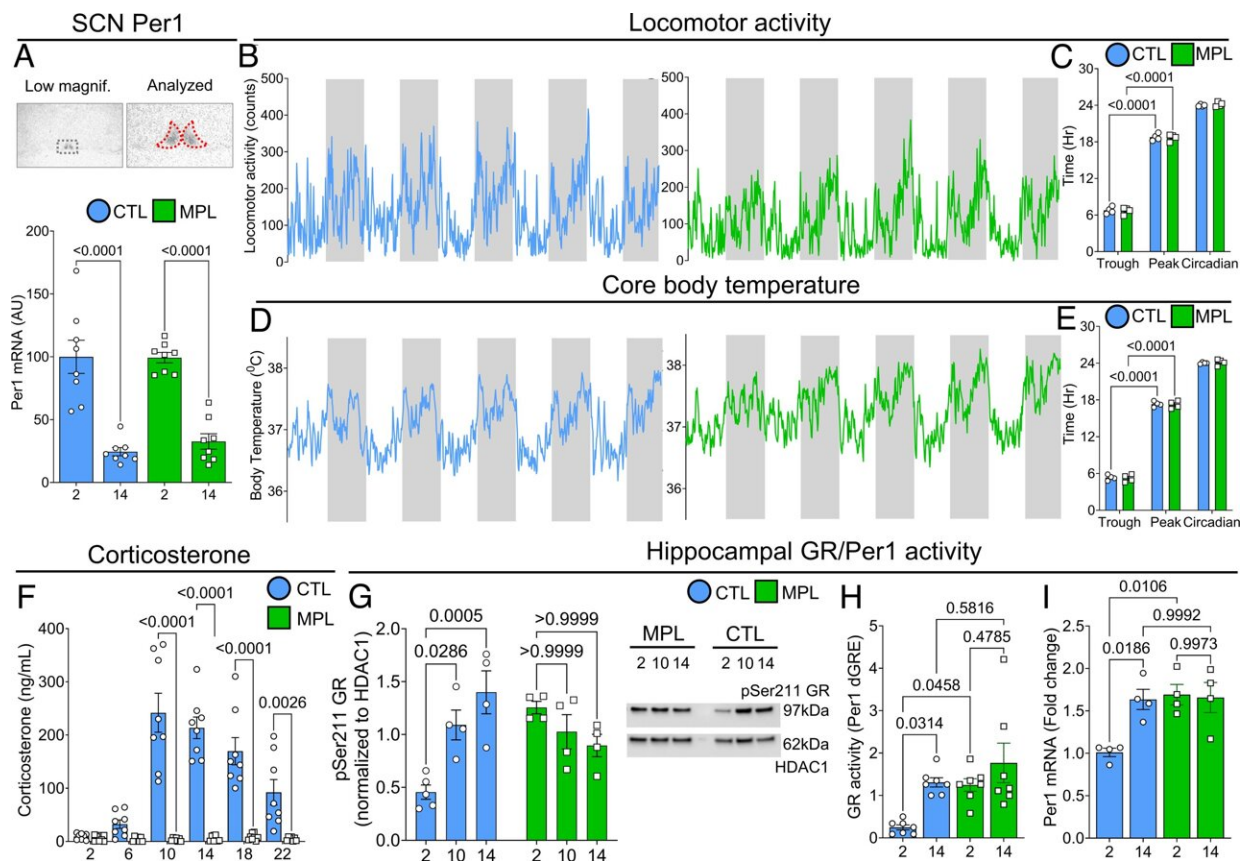 SCN Per1
Locomotor activity
A
Low magnif.
Analyzed
CTL MPL
Per1 mRNA (AU)
200
150
100
50
0
<0.0001
<0.0001
2 14 2 14
B
Locomotor activity (counts)
500
400
300
200
100
0
500
400
300
200
100
0
C
CTL MPL
Time (Hr)
30
24
18
12
6
0
<0.0001
<0.0001
Trough Peak Circadian
Core body temperature
D
Body Temperature (⁰C)
38
37
36
38
37
36
E
CTL MPL
Time (Hr)
30
24
18
12
6
0
<0.0001
<0.0001
Trough Peak Circadian
Corticosterone
F
CTL
MPL
Corticosterone (ng/mL)
400
300
200
100
0
<0.0001
<0.0001
<0.0001
0.0026
2 6 10 14 18 22
Hippocampal GR/Per1 activity
G
CTL MPL
pSer211 GR
(normalized to HDAC1)
2.0
1.5
1.0
0.5
0.0
0.0005
0.0286
>0.9999
>0.9999
2 10 14 2 10 14
MPL CTL
2 10 14 2 10 14
pSer211 GR
97kDa
62kDa
HDAC1
H
GR activity (Per1 dGRE)
5
4
3
2
1
0
0.5816
0.4785
0.0458
0.0314
2 14 2 14
I
Per1 mRNA (Fold change)
2.5
2.0
1.5
1.0
0.5
0.0
0.0106
0.9992
0.0186
0.9973
2 14 2 14